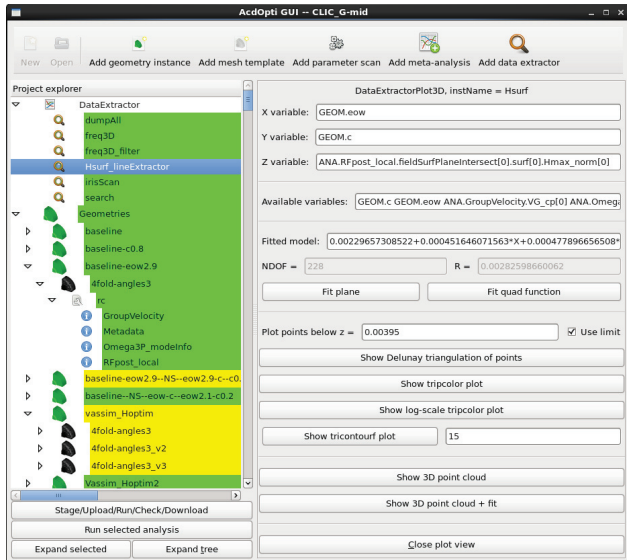 AcdOpti GUI -- CLIC_G-mid
New Open Add geometry instance Add mesh template Add parameter scan Add meta-analysis Add data extractor
Project explorer
DataExtractor
dumpAll
freq3D
freq3D_filter
Hsurf_lineExtractor
irisScan
search
Geometries
baseline
baseline-c0.8
baseline-eow2.9
4fold-angles3
rc
GroupVelocity
Metadata
Omega3P_modeInfo
RFpost_local
baseline-eow2.9--NS--eow2.9-c--c0.
baseline--NS--eow-c--eow2.1-c0.2
vassim_Hoptim
4fold-angles3
4fold-angles3_v2
4fold-angles3_v3
Vassim_Hoptim2
Stage/Upload/Run/Check/Download
Run selected analysis
Expand selected Expand tree
DataExtractorPlot3D, instName = Hsurf
X variable: GEOM.eow
Y variable: GEOM.c
Z variable: ANA.RFpost_local.fieldSurfPlaneIntersect[0].surf[0].Hmax_norm[0]
Available variables: GEOM.c GEOM.eow ANA.GroupVelocity.VG_cp[0] ANA.Omega
Fitted model: 0.00229657308522+0.000451646071563*X+0.000477896656508*
NDOF = 228 R = 0.00282598660062
Fit plane Fit quad function
Plot points below z = 0.00395 Use limit
Show Delunay triangulation of points
Show tripcolor plot
Show log-scale tripcolor plot
Show tricontourf plot 15
Show 3D point cloud
Show 3D point cloud + fit
Close plot view